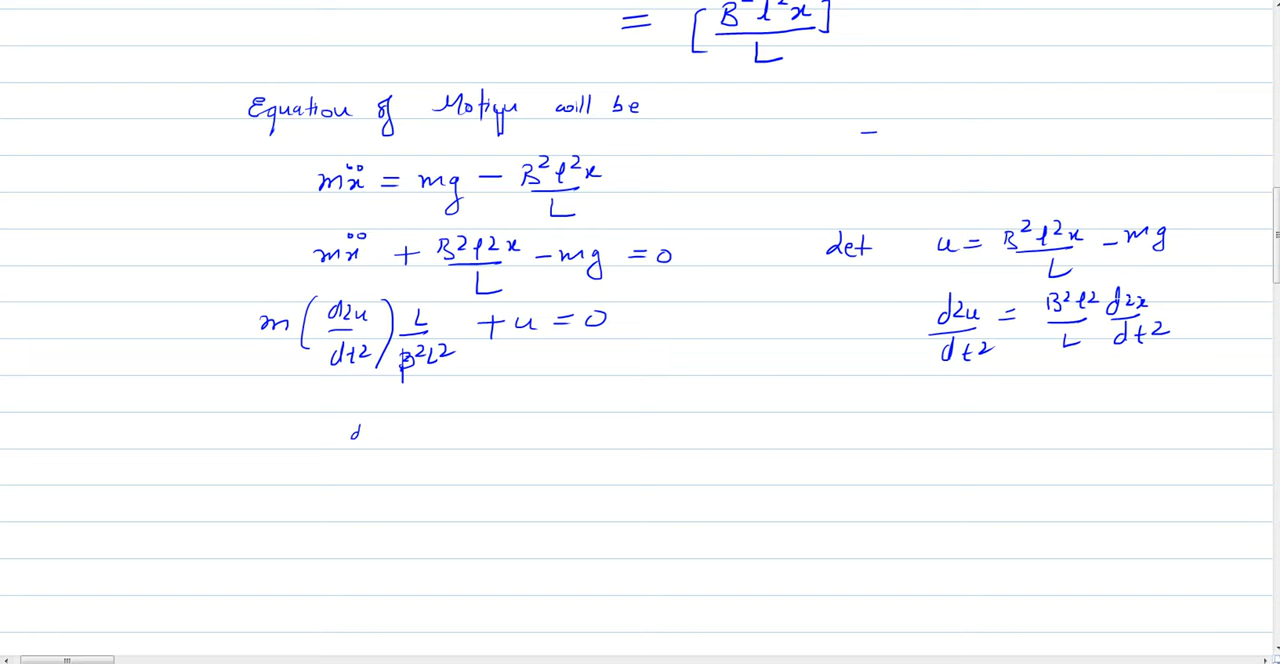 = [B²l²x/L]
Equation of Motion will be
mẍ = mg - B²l²x/L
mẍ + B²l²x/L - mg = 0
m(d2u/dt2) L/B²L² + u = 0
d
-
det u = B²l²x/L - mg
d2u/dt2 = B²l²/L d2x/dt2